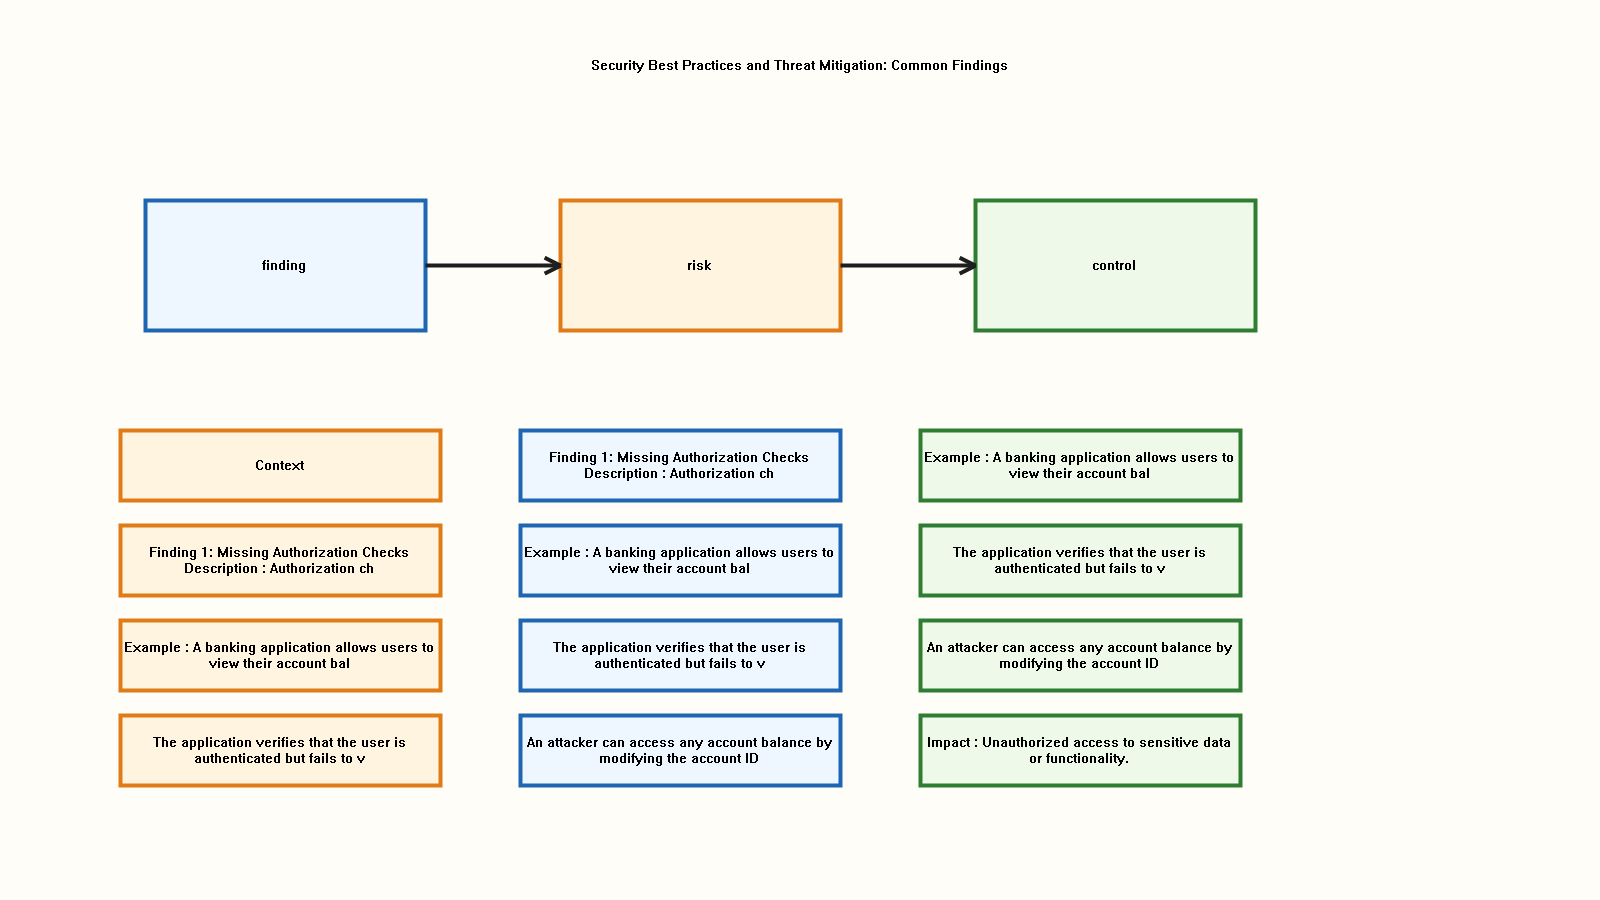 Security Best Practices and Threat Mitigation: Common Findings
finding
risk
control
Context
Finding 1: Missing Authorization Checks
Description : Authorization ch
Example : A banking application allows users to
view their account bal
Finding 1: Missing Authorization Checks
Description : Authorization ch
Example : A banking application allows users to
view their account bal
The application verifies that the user is
authenticated but fails to v
Example : A banking application allows users to
view their account bal
The application verifies that the user is
authenticated but fails to v
An attacker can access any account balance by
modifying the account ID
The application verifies that the user is
authenticated but fails to v
An attacker can access any account balance by
modifying the account ID
Impact : Unauthorized access to sensitive data
or functionality.